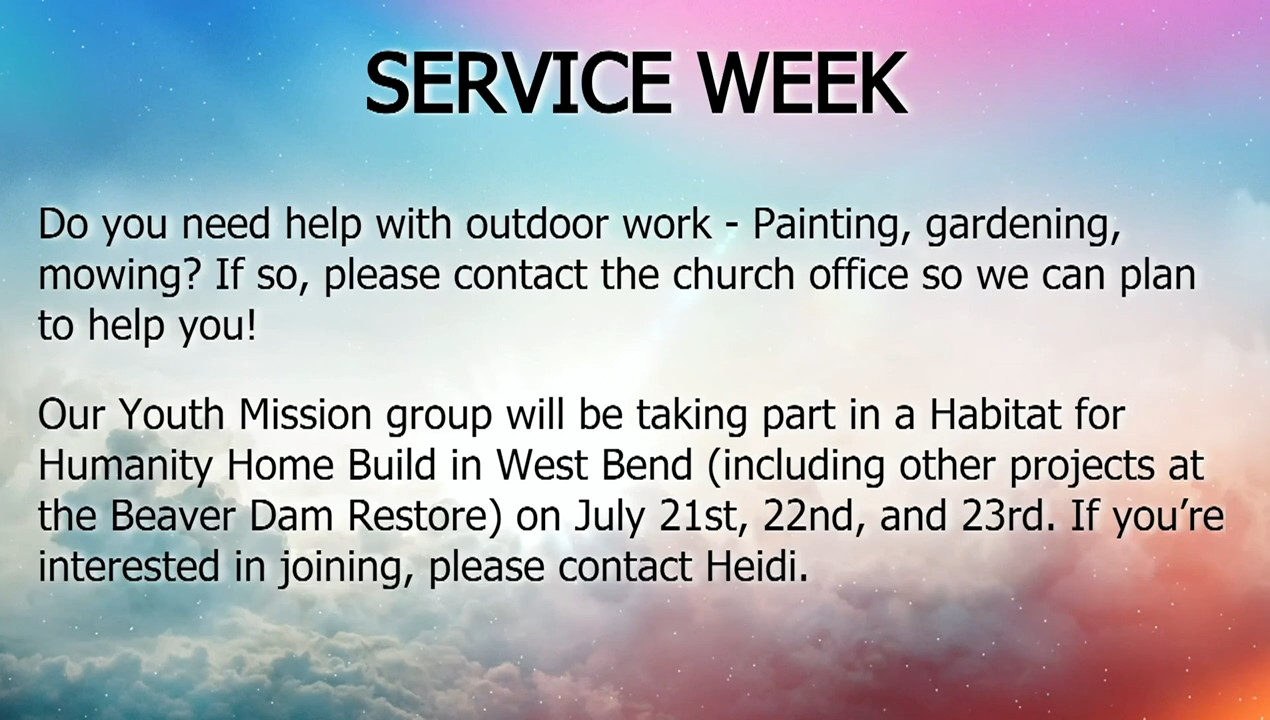 SERVICE WEEK
Do you need help with outdoor work - Painting, gardening,
mowing? If so, please contact the church office so we can plan
to help you!
Our Youth Mission group will be taking part in a Habitat for
Humanity Home Build in West Bend (including other projects at
the Beaver Dam Restore) on July 21st, 22nd, and 23rd. If you’re
interested in joining, please contact Heidi.